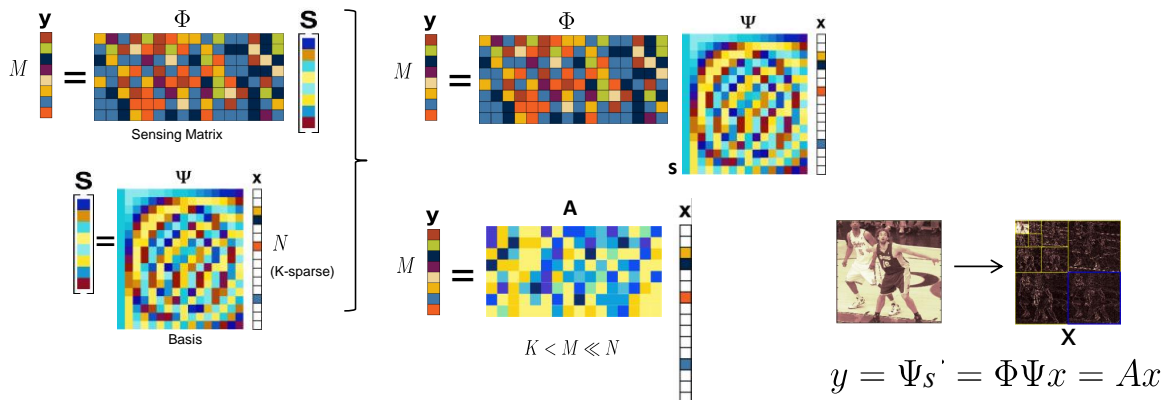 y
Φ
S
M
=
Sensing Matrix
S
Ψ
x
=
N
(K-sparse)
Basis
y
Φ
Ψ
x
M
=
s
y
A
x
M
=
K < M ≪ N
X
y = Ψs = ΦΨx = Ax